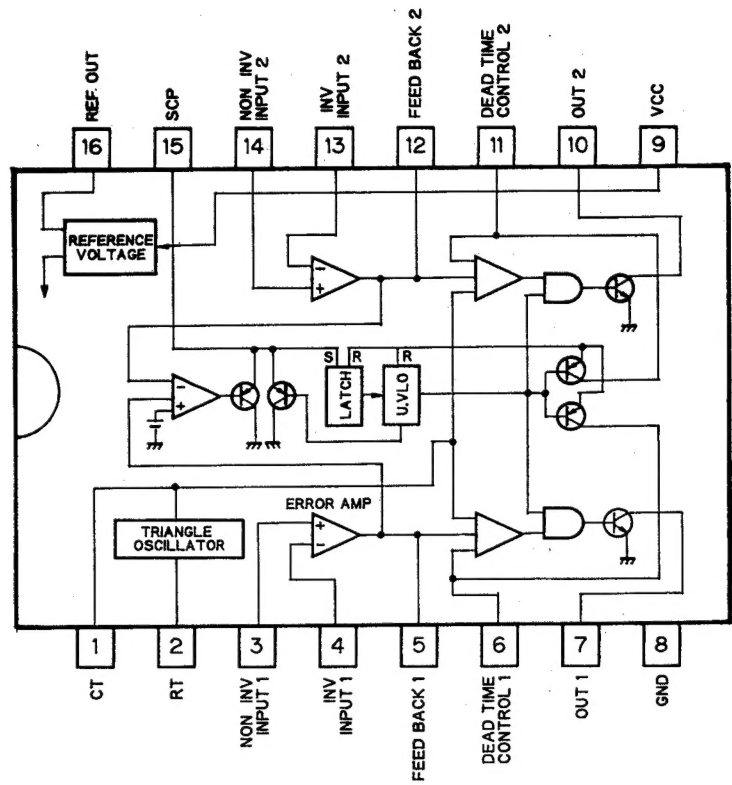 REF. OUT
SCP
NON INV
INPUT 2
INV
INPUT 2
FEED BACK 2
DEAD TIME
CONTROL 2
OUT 2
VCC
16
15
14
13
12
11
10
9
REFERENCE
VOLTAGE
-
+
S
R
R
LATCH
U.VLO
-
+
ERROR AMP
TRIANGLE
OSCILLATOR
+
-
1
2
3
4
5
6
7
8
CT
RT
NON INV
INPUT 1
INV
INPUT 1
FEED BACK 1
DEAD TIME
CONTROL 1
OUT 1
GND